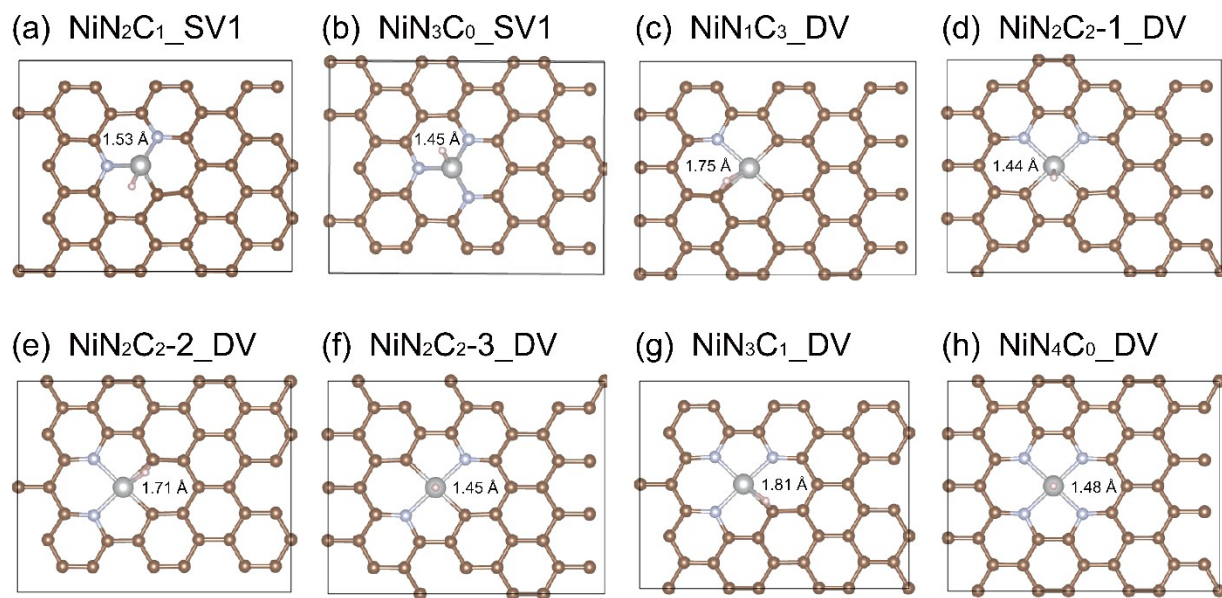 (a) NiN₂C₁_SV1
(b) NiN₃C₀_SV1
(c) NiN₁C₃_DV
(d) NiN₂C₂-1_DV
1.53 Å
1.45 Å
1.75 Å
1.44 Å
(e) NiN₂C₂-2_DV
(f) NiN₂C₂-3_DV
(g) NiN₃C₁_DV
(h) NiN₄C₀_DV
1.71 Å
1.45 Å
1.81 Å
1.48 Å